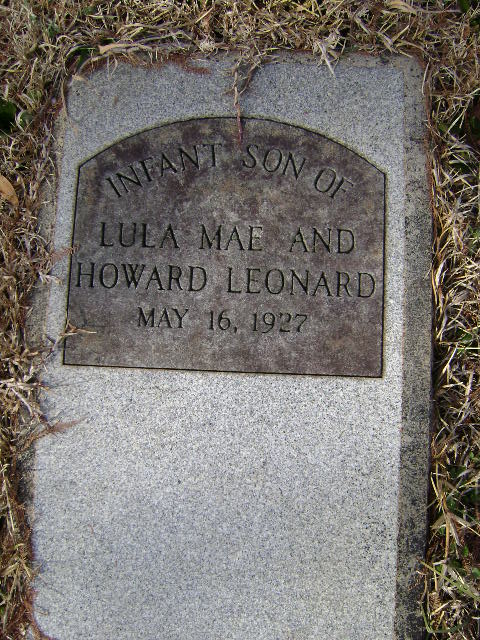 INFANT SON OF
LULA MAE AND
HOWARD LEONARD
MAY 16, 1927